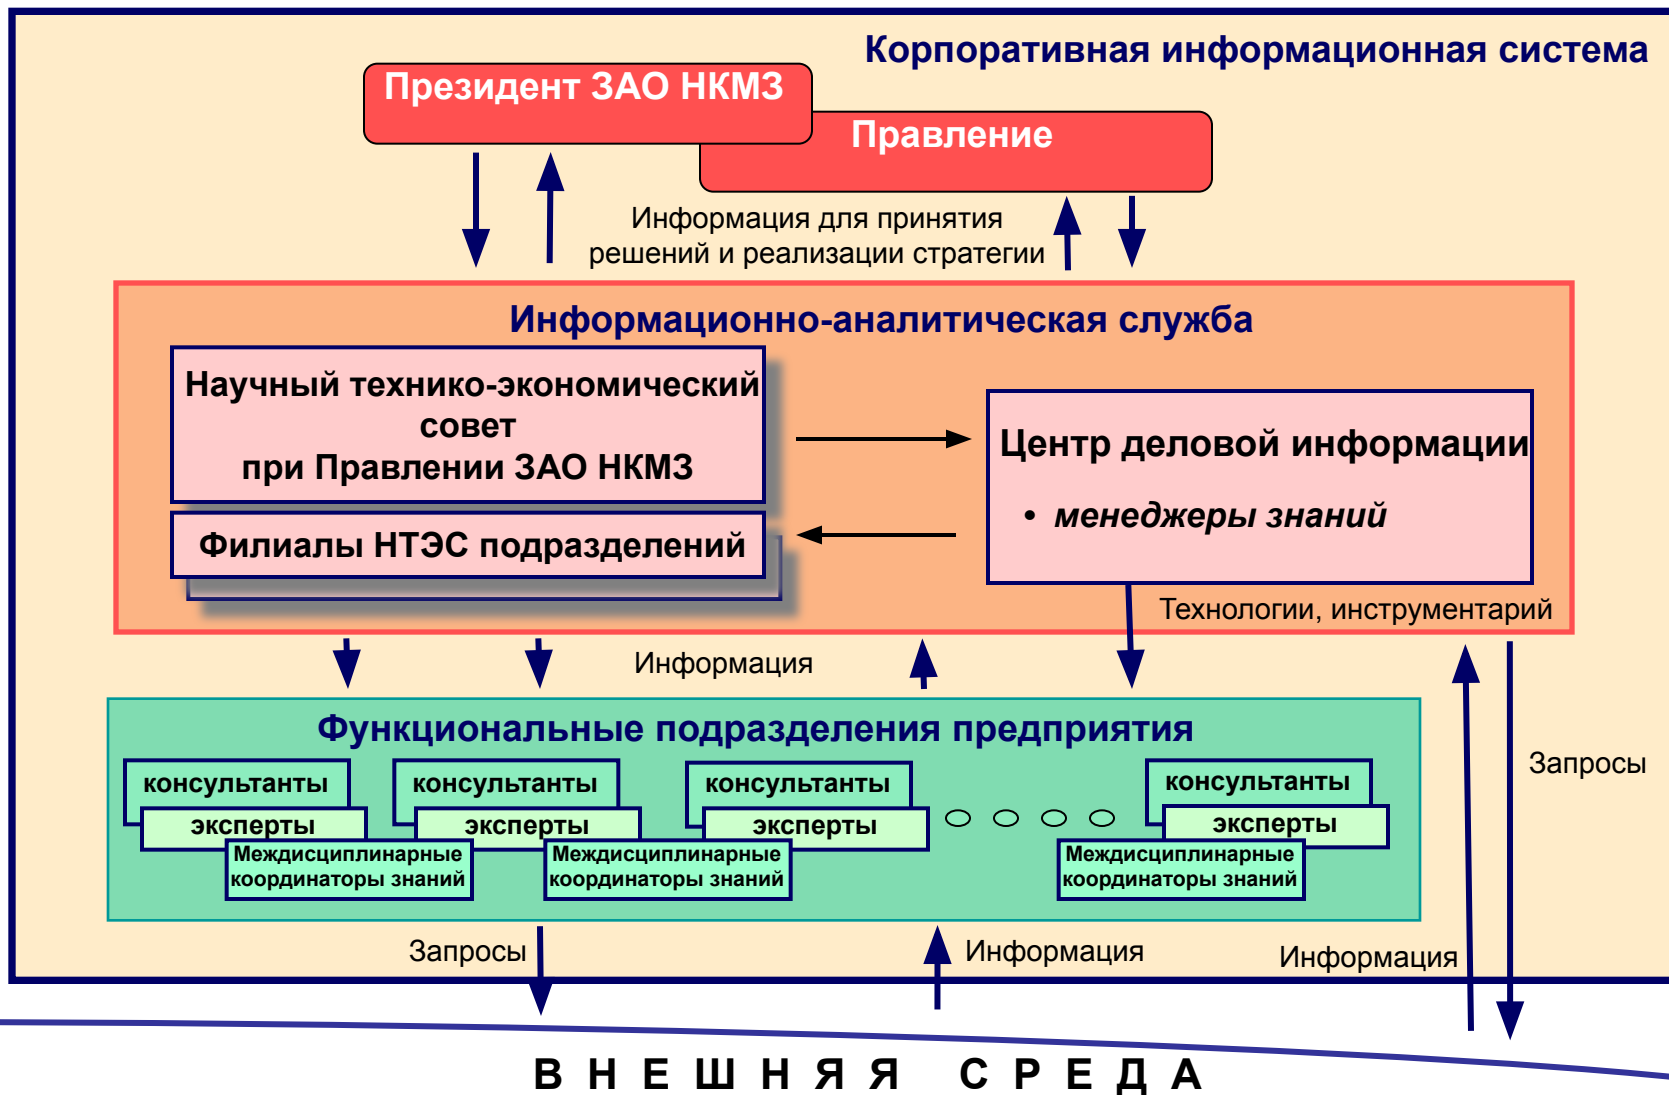 Корпоративная информационная система
Президент ЗАО НКМЗ
Правление
Информация для принятия
решений и реализации стратегии
Информационно-аналитическая служба
Научный технико-экономический
совет
при Правлении ЗАО НКМЗ
Филиалы НТЭС подразделений
Центр деловой информации
• менеджеры знаний
Технологии, инструментарий
Информация
Функциональные подразделения предприятия
консультанты
эксперты
Междисциплинарные
координаторы знаний
консультанты
эксперты
Междисциплинарные
координаторы знаний
консультанты
эксперты
консультанты
эксперты
Междисциплинарные
координаторы знаний
Запросы
Запросы
Информация
Информация
ВНЕШНЯЯ СРЕДА